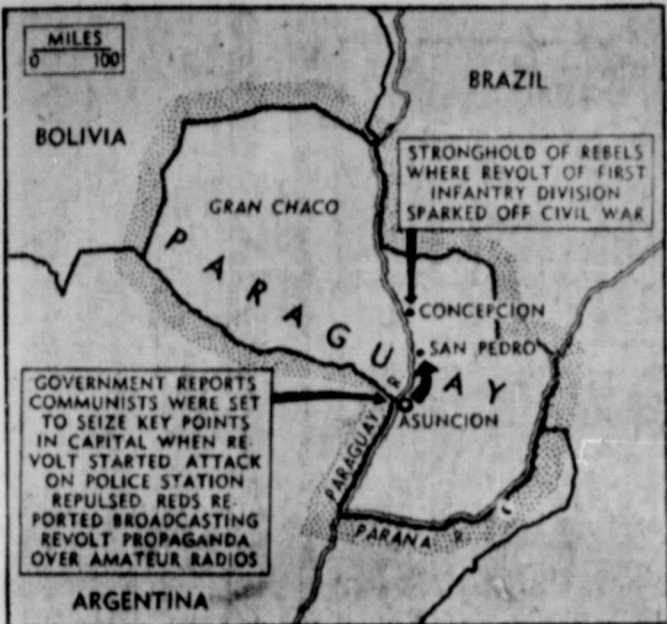 MILES
0 100
BRAZIL
BOLIVIA
STRONGHOLD OF REBELS
WHERE REVOLT OF FIRST
INFANTRY DIVISION
SPARKED OFF CIVIL WAR
GRAN CHACO
PARAGUAY
CONCEPCION
SAN PEDRO
ASUNCION
PARAGUAY R.
GOVERNMENT REPORTS
COMMUNISTS WERE SET
TO SEIZE KEY POINTS
IN CAPITAL WHEN RE-
VOLT STARTED. ATTACK
ON POLICE STATION
REPULSED. REDS RE-
PORTED BROADCASTING
REVOLT PROPAGANDA
OVER AMATEUR RADIOS
PARANA R.
ARGENTINA